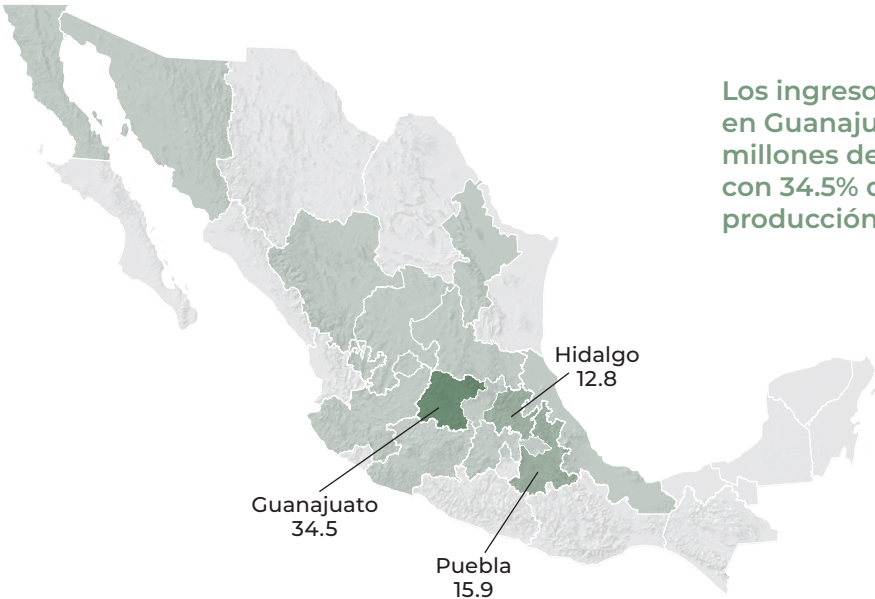 Los ingreso
en Guanaju
millones de
con 34.5% 
producción
Hidalgo
12.8
Guanajuato
34.5
Puebla
15.9